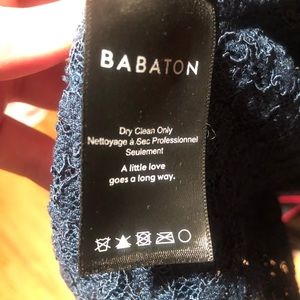 BABATON
Dry Clean Only
Nettoyage à Sec Professionnel
Seulement
A little love
goes a long way.